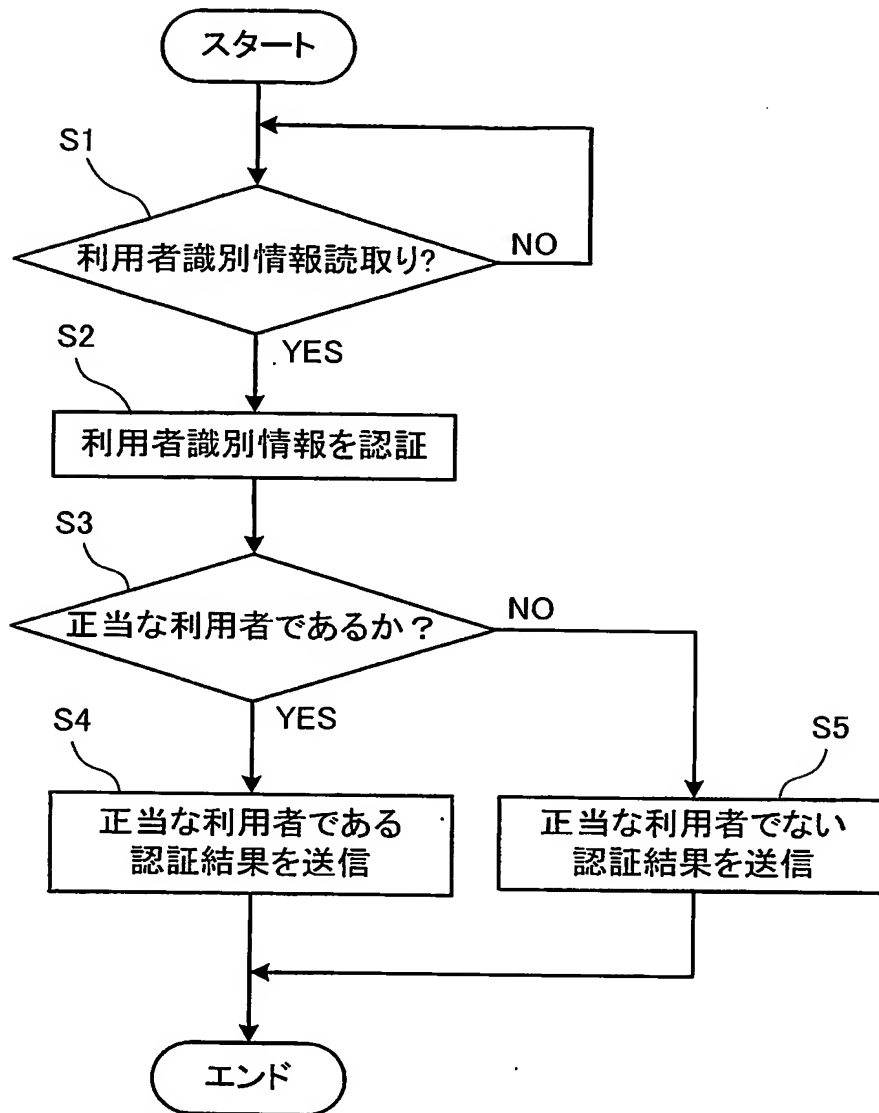 スタート
S1
利用者識別情報読取り?
NO
S2
YES
利用者識別情報を認証
S3
正当な利用者であるか？
NO
S4
YES
S5
正当な利用者である
認証結果を送信
正当な利用者でない
認証結果を送信
エンド